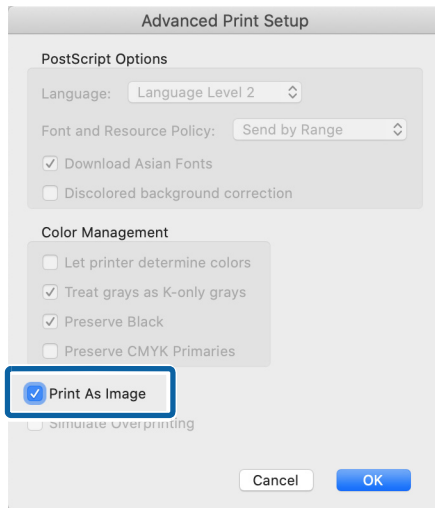 Advanced Print Setup
PostScript Options
Language: Language Level 2
Font and Resource Policy: Send by Range
Download Asian Fonts
Discolored background correction
Color Management
Let printer determine colors
Treat grays as K-only grays
Preserve Black
Preserve CMYK Primaries
Print As Image
Simulate Overprinting
Cancel OK